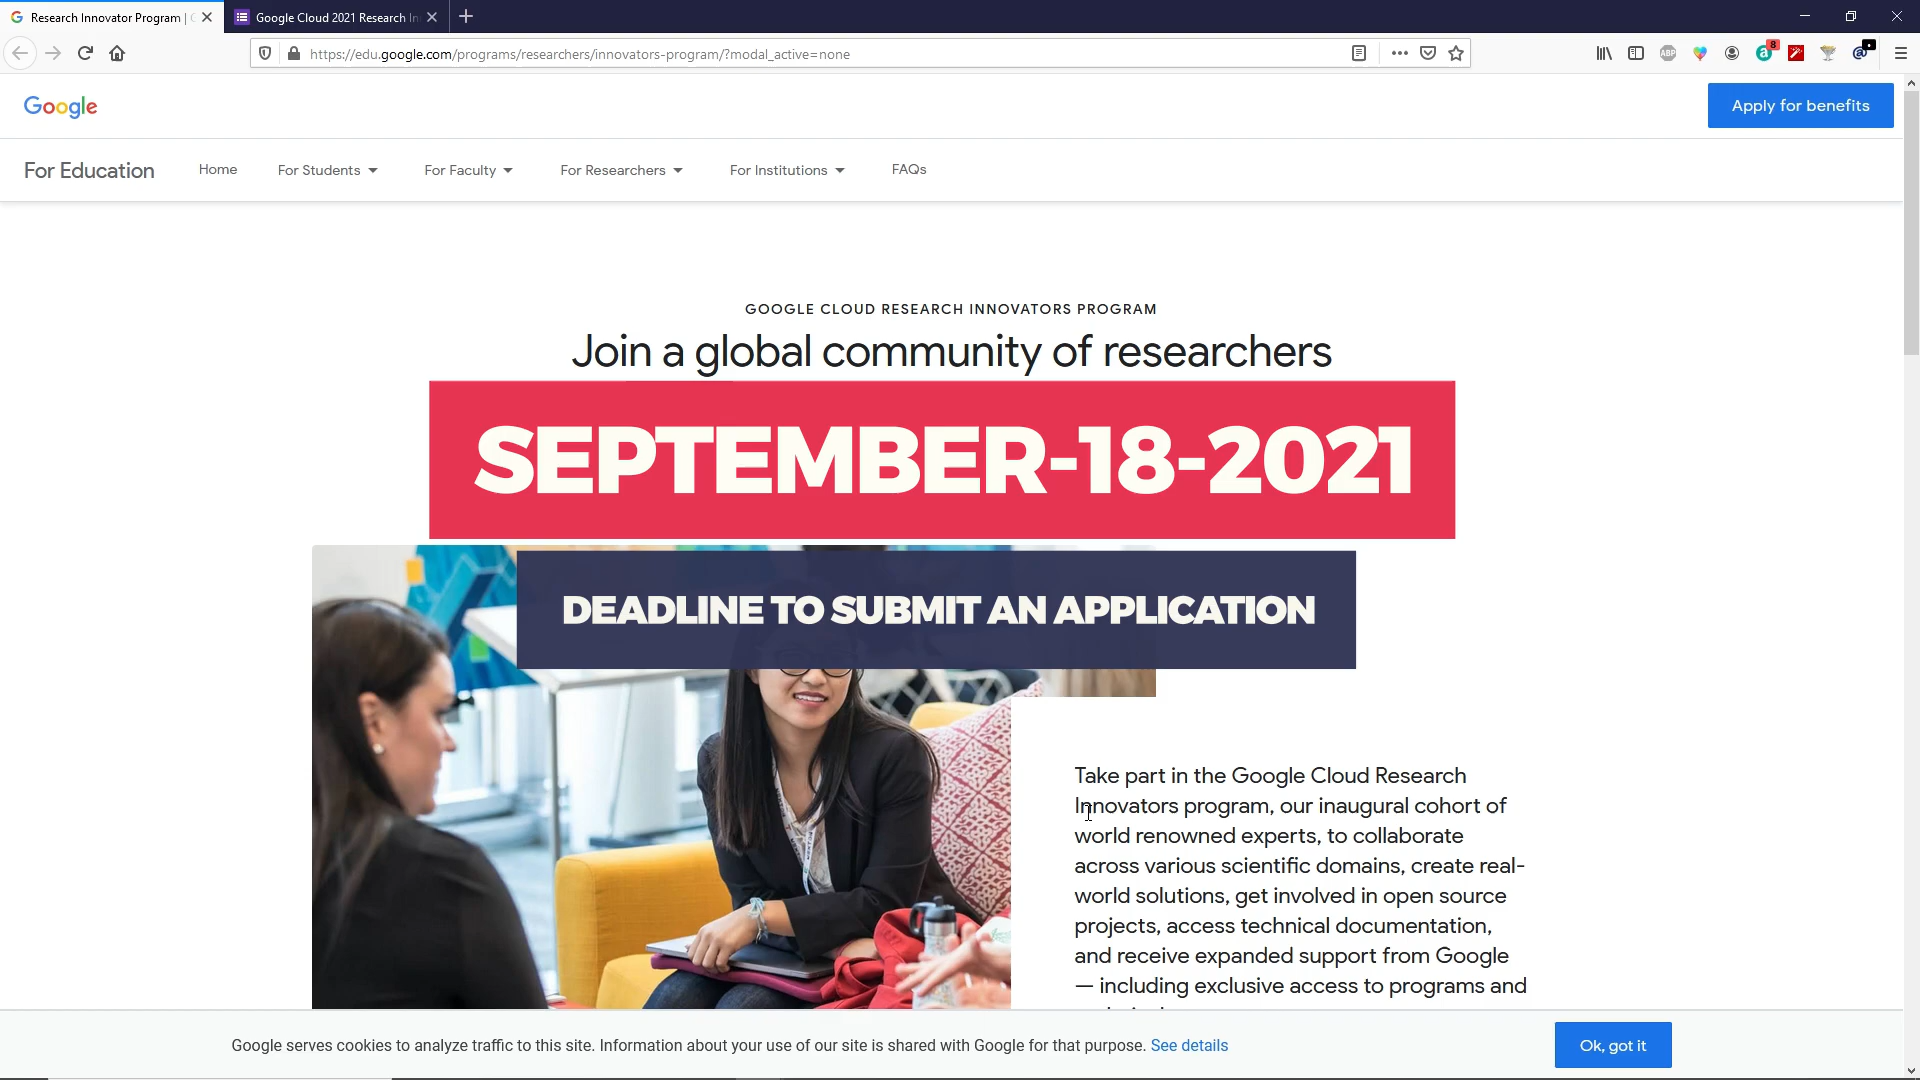 Research Innovator Program |
Google Cloud 2021 Research In
https://edu.google.com/programs/researchers/innovators-program/?modal_active=none
ABP
8
Google
Apply for benefits
For Education
Home
For Students
For Faculty
For Researchers
For Institutions
FAQs
GOOGLE CLOUD RESEARCH INNOVATORS PROGRAM
Join a global community of researchers
SEPTEMBER-18-2021
DEADLINE TO SUBMIT AN APPLICATION
Take part in the Google Cloud Research
Innovators program, our inaugural cohort of
world renowned experts, to collaborate
across various scientific domains, create real-
world solutions, get involved in open source
projects, access technical documentation,
and receive expanded support from Google
— including exclusive access to programs and
Google serves cookies to analyze traffic to this site. Information about your use of our site is shared with Google for that purpose. See details
Ok, got it